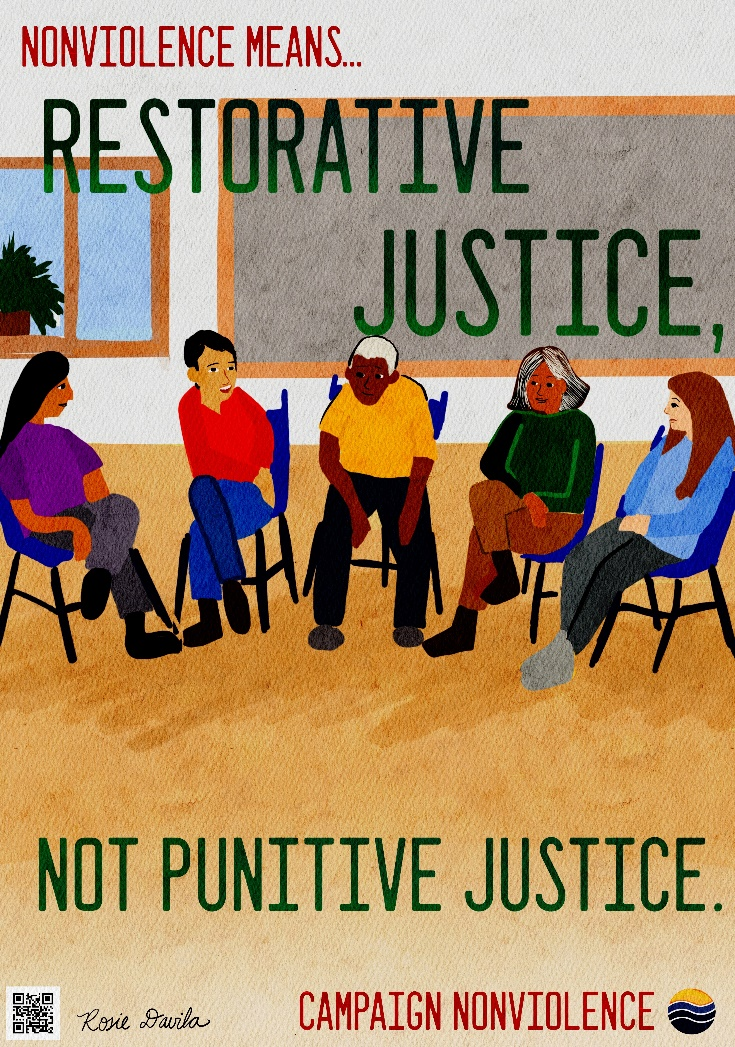 NONVIOLENCE MEANS...
RESTORATIVE
JUSTICE,
NOT PUNITIVE JUSTICE.
Rosie Davila
CAMPAIGN NONVIOLENCE